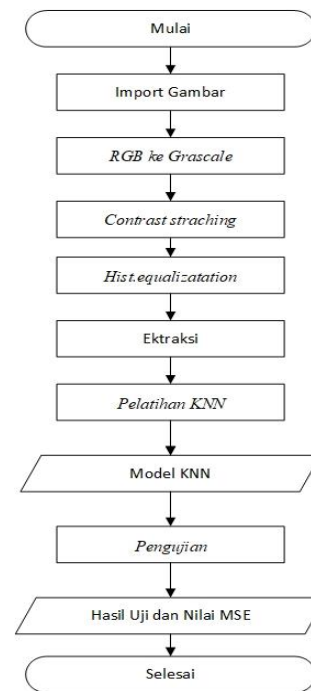 Mulai
Import Gambar
RGB ke Grascale
Contrast straching
Hist.equalizatation
Ektraksi
Pelatihan KNN
Model KNN
Pengujian
Hasil Uji dan Nilai MSE
Selesai